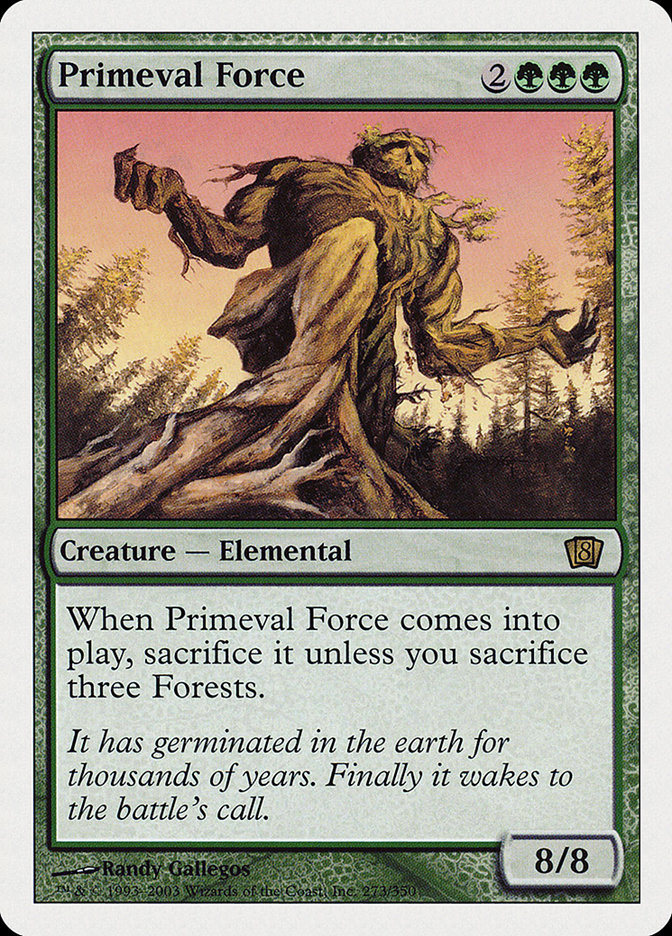 Primeval Force 2
Creature — Elemental 8
When Primeval Force comes into
play, sacrifice it unless you sacrifice
three Forests.
It has germinated in the earth for
thousands of years. Finally it wakes to
the battle's call.
8/8
Randy Gallegos
™ & © 1993–2003 Wizards of the Coast, Inc. 273/350